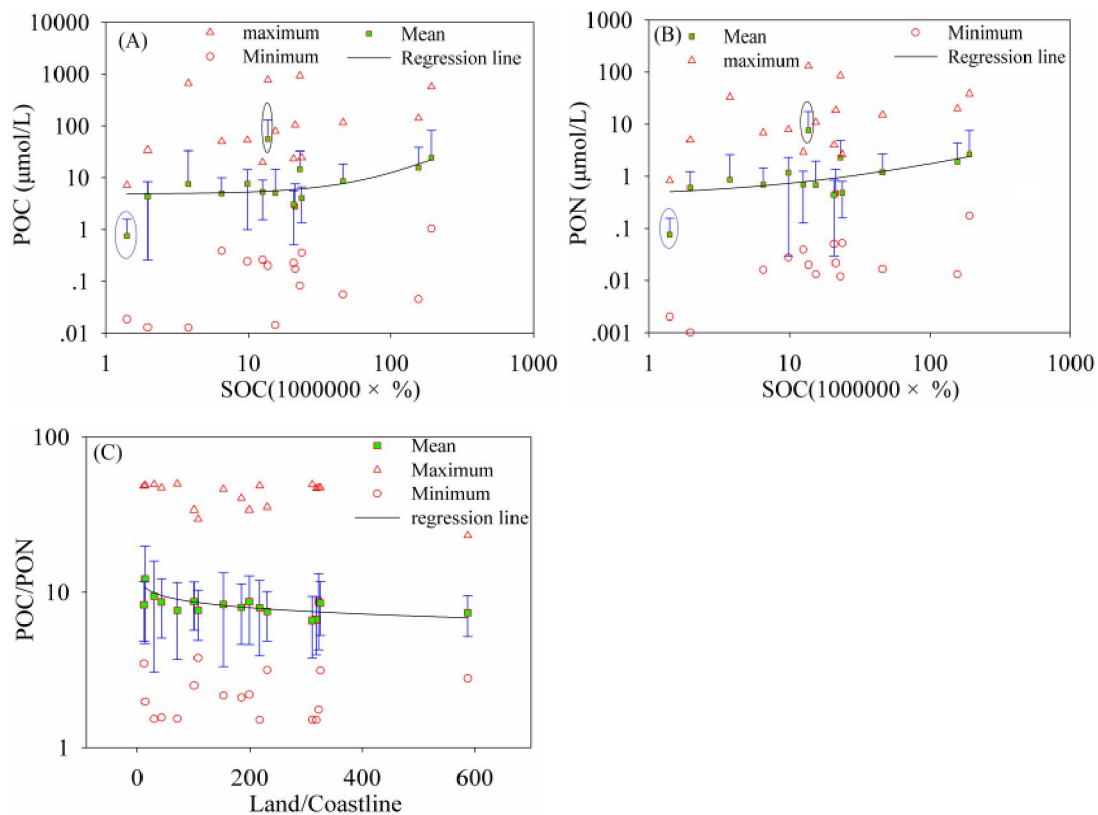 (A)
maximum
Mean
Minimum
Regression line
10000
1000
100
10
1
.1
.01
POC (μmol/L)
1
10
100
1000
SOC(1000000 × %)
(B)
Mean
Minimum
maximum
Regression line
1000
100
10
1
.1
.01
.001
PON (μmol/L)
1
10
100
1000
SOC(1000000 × %)
(C)
Mean
Maximum
Minimum
regression line
100
10
1
POC/PON
0
200
400
600
Land/Coastline